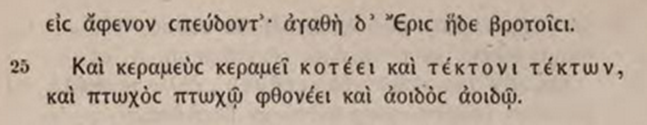 εἰϲ ἄφενον ϲπεύδοντ'· ἀγαθὴ δ' Ἔριϲ ἥδε βροτοῖϲι.
25 Καὶ κεραμεὺϲ κεραμεῖ κοτέει καὶ τέκτονι τέκτων,
καὶ πτωχὸϲ πτωχῷ φθονέει καὶ ἀοιδὸϲ ἀοιδῷ.